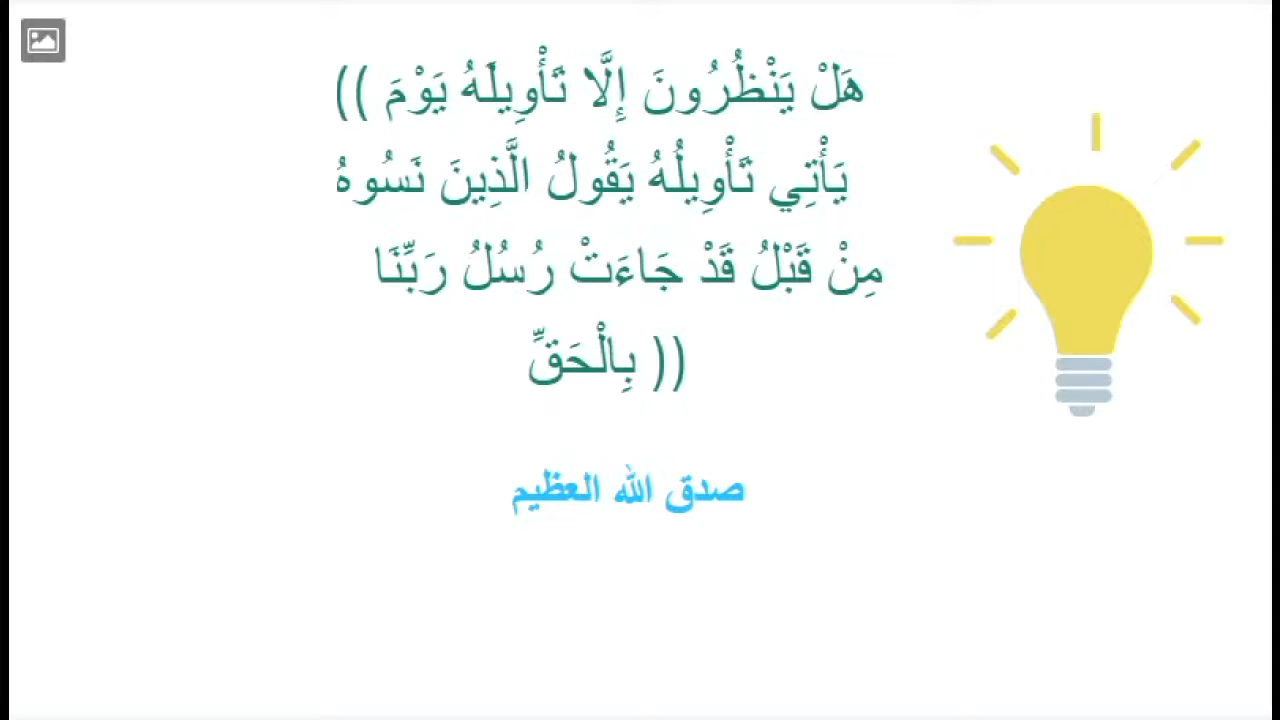 هَلْ يَنْظُرُونَ إِلَّا تَأْوِيلَهُ يَوْمَ ((
يَأْتِي تَأْوِيلُهُ يَقُولُ الَّذِينَ نَسُوهُ
مِنْ قَبْلُ قَدْ جَاءَتْ رُسُلُ رَبِّنَا
(( بِالْحَقِّ
صدق الله العظيم